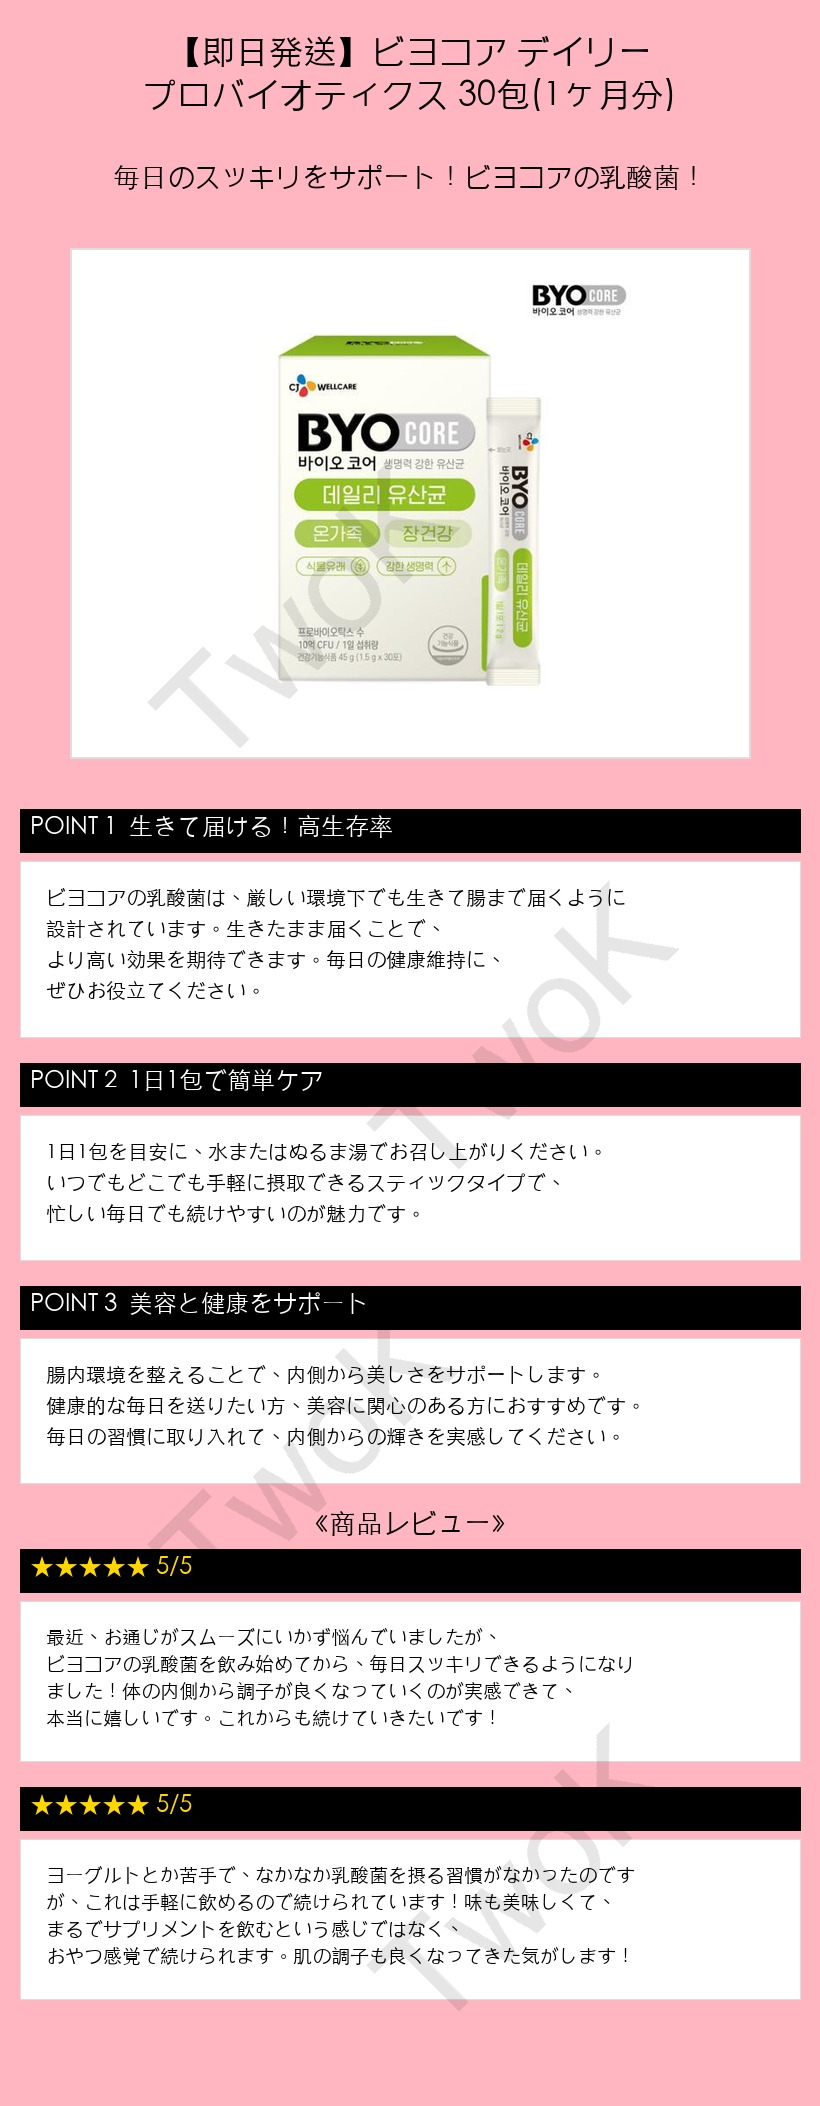 【即日発送】ビヨコア デイリー
プロバイオティクス 30包(1ヶ月分)
毎日のスッキリをサポート！ビヨコアの乳酸菌！
BYO CORE
바이오 코어 생명력 강한 유산균
CJ WELLCARE
BYO CORE
바이오 코어 생명력 강한 유산균
데일리 유산균
온가족 장건강
식물유래 강한 생명력
프로바이오틱스 수
10억 CFU / 1일 섭취량
건강기능식품 45 g (1.5 g x 30포)
건강
기능식품
BYO CORE
바이오 코어
데일리 유산균
온가족
TwoK
POINT 1 生きて届ける！高生存率
ビヨコアの乳酸菌は、厳しい環境下でも生きて腸まで届くように
設計されています。生きたまま届くことで、
より高い効果を期待できます。毎日の健康維持に、
ぜひお役立てください。
TwoK
POINT 2 1日1包で簡単ケア
1日1包を目安に、水またはぬるま湯でお召し上がりください。
いつでもどこでも手軽に摂取できるスティックタイプで、
忙しい毎日でも続けやすいのが魅力です。
POINT 3 美容と健康をサポート
腸内環境を整えることで、内側から美しさをサポートします。
健康的な毎日を送りたい方、美容に関心のある方におすすめです。
毎日の習慣に取り入れて、内側からの輝きを実感してください。
TwoK
《商品レビュー》
★★★★★ 5/5
最近、お通じがスムーズにいかず悩んでいましたが、
ビヨコアの乳酸菌を飲み始めてから、毎日スッキリできるようになり
ました！体の内側から調子が良くなっていくのが実感できて、
本当に嬉しいです。これからも続けていきたいです！
★★★★★ 5/5
ヨーグルトとか苦手で、なかなか乳酸菌を摂る習慣がなかったのです
が、これは手軽に飲めるので続けられています！味も美味しくて、
まるでサプリメントを飲むという感じではなく、
おやつ感覚で続けられます。肌の調子も良くなってきた気がします！
TwoK